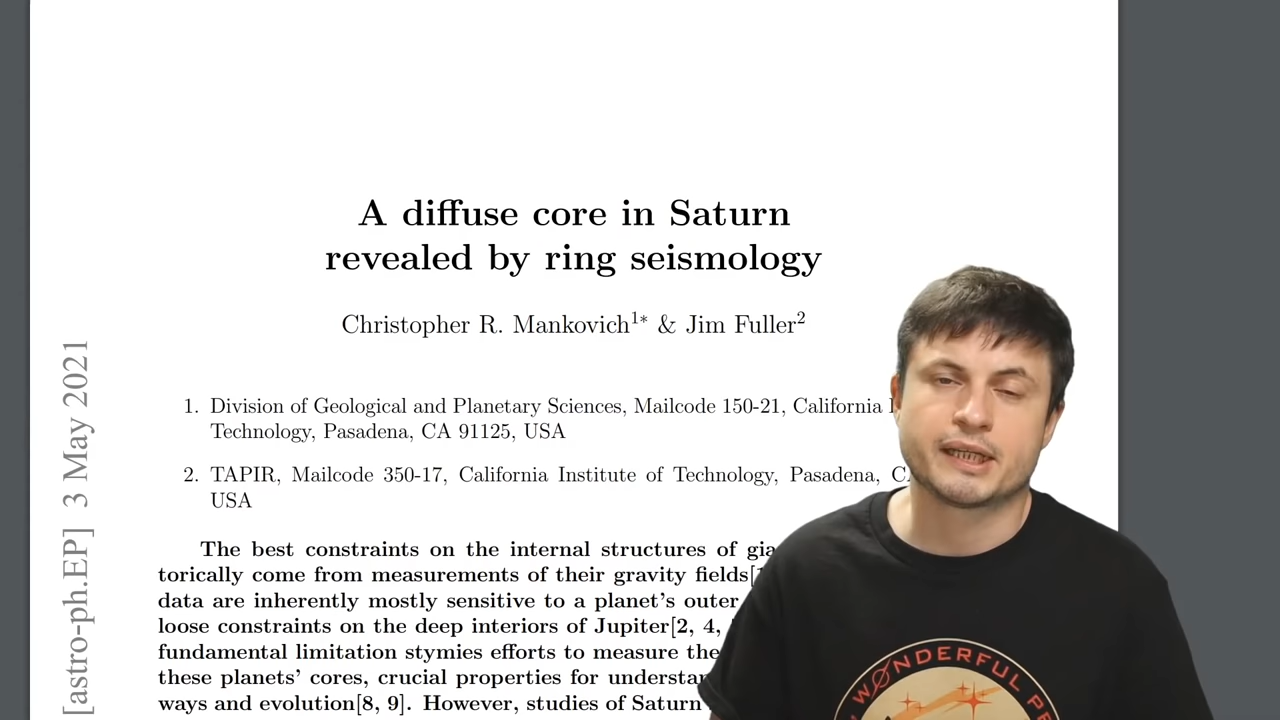 A diffuse core in Saturn
revealed by ring seismology
Christopher R. Mankovich¹* & Jim Fuller²
1. Division of Geological and Planetary Sciences, Mailcode 150-21, California
Technology, Pasadena, CA 91125, USA
2. TAPIR, Mailcode 350-17, California Institute of Technology, Pasadena,
USA
The best constraints on the internal structures of
torically come from measurements of their gravity fields[
data are inherently mostly sensitive to a planet's outer
loose constraints on the deep interiors of Jupiter[2, 4,
fundamental limitation stymies efforts to measure the
these planets' cores, crucial properties for
ways and evolution[8, 9]. However, studies of Saturn
[astro-ph.EP] 3 May 2021
WØNDERFUL